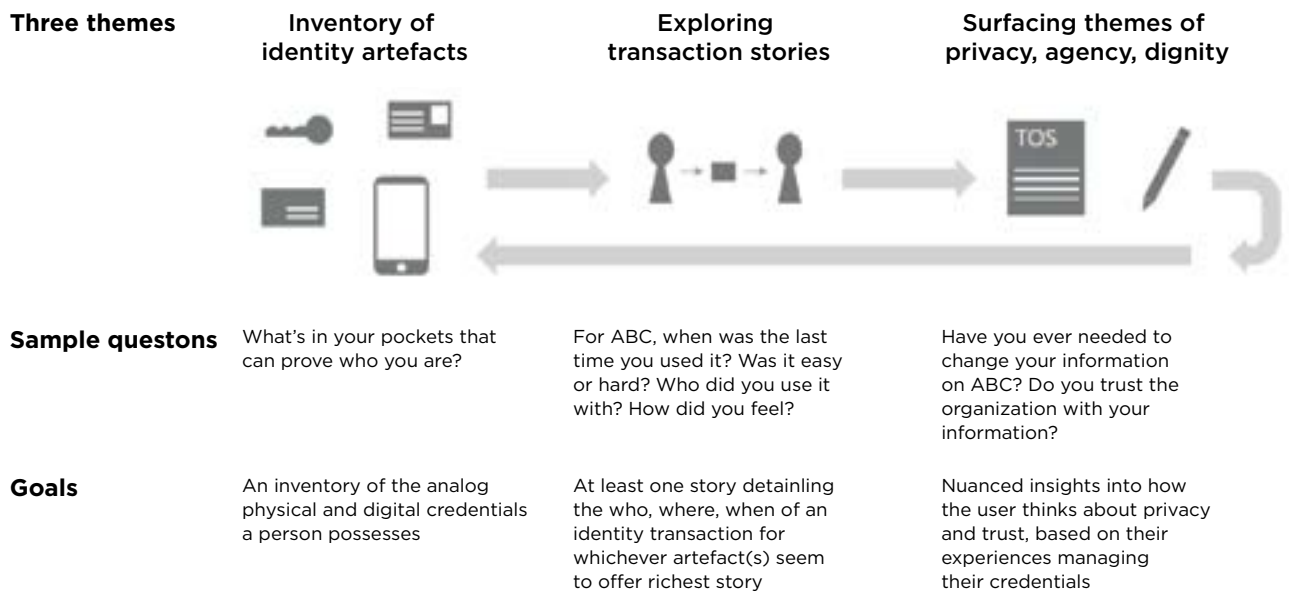 Three themes
Inventory of
identity artefacts
Exploring
transaction stories
Surfacing themes of
privacy, agency, dignity
TOS
Sample questons
What's in your pockets that
can prove who you are?
For ABC, when was the last
time you used it? Was it easy
or hard? Who did you use it
with? How did you feel?
Have you ever needed to
change your information
on ABC? Do you trust the
organization with your
information?
Goals
An inventory of the analog
physical and digital credentials
a person possesses
At least one story detainling
the who, where, when of an
identity transaction for
whichever artefact(s) seem
to offer richest story
Nuanced insights into how
the user thinks about privacy
and trust, based on their
experiences managing
their credentials